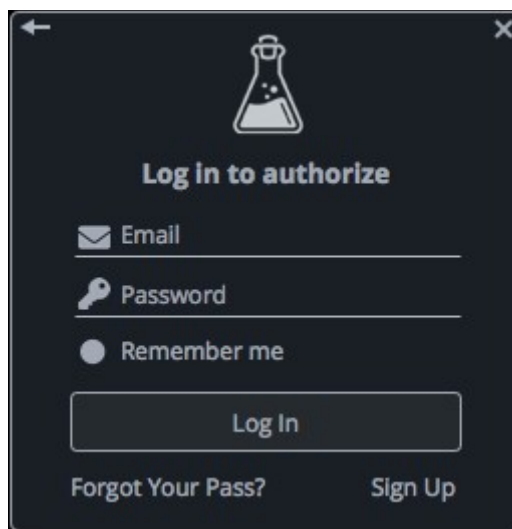 Log in to authorize
Email
Password
Remember me
Log In
Forgot Your Pass? Sign Up